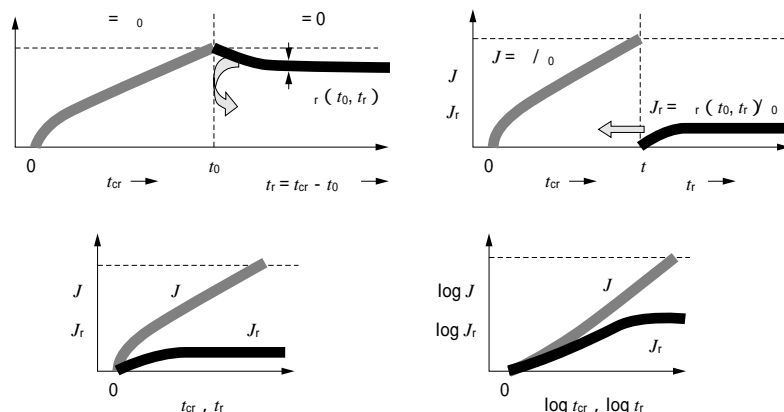 = 0
= 0
r ( t0, tr )
0
t0
tcr
tr = tcr - t0
J = / 0
J
Jr
Jr = r ( t0, tr )/ 0
0
t
tcr
tr
J
J
Jr
Jr
0
tcr , tr
log J
J
log Jr
Jr
0
log tcr , log tr